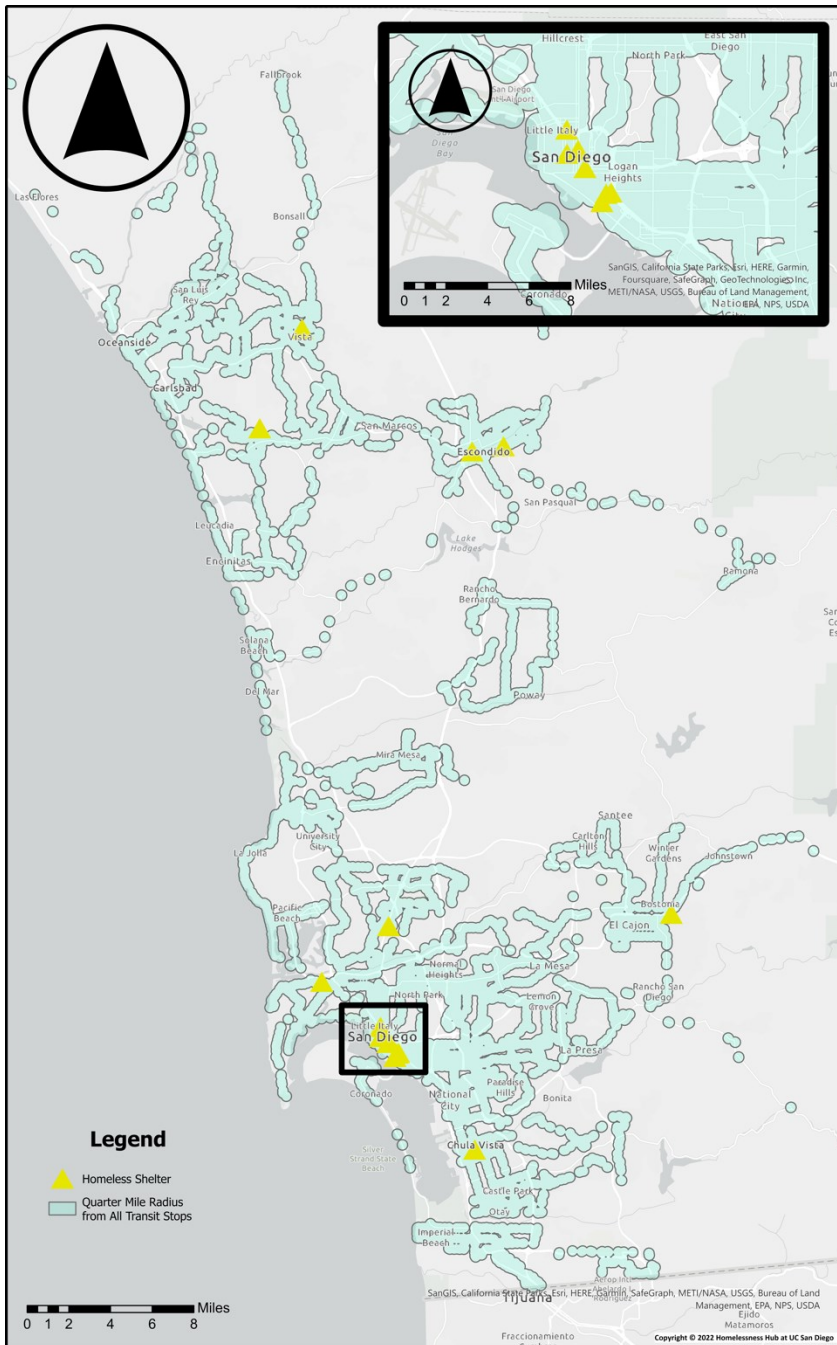 Fallbrook
Las Flores
Bonsall
San Luis
Rey
Oceanside
Vista
Carlsbad
San Marcos
Escondido
San Pasqual
Leucadia
Lake
Hodges
Encinitas
Ramona
Rancho
Bernardo
Solana
Beach
Del Mar
Poway
Mira Mesa
University
City
La Jolla
Santee
Carlton
Hills
Winter
Gardens
Johnstown
Pacific
Beach
Bostonia
El Cajon
Normal
Heights
La Mesa
North Park
Rancho San
Diego
Lemon
Grove
Little Italy
San Diego
La Presa
Coronado
National
City
Paradise
Hills
Bonita
Silver
Strand State
Beach
Chula Vista
Castle Park
Otay
Imperial
Beach
Tijuana
Ejido
Matamoros
Fraccionamiento
Hillcrest
North Park
East San
Diego
San Diego
Int'l Airport
San
Diego
Bay
Little Italy
San Diego
Logan
Heights
Coronado
SanGIS, California State Parks, Esri, HERE, Garmin,
Foursquare, SafeGraph, GeoTechnologies, Inc,
METI/NASA, USGS, Bureau of Land Management,
EPA, NPS, USDA
0 1 2 4 6 8 Miles
Legend
Homeless Shelter
Quarter Mile Radius
from All Transit Stops
0 1 2 4 6 8 Miles
SanGIS, California State Parks, Esri, HERE, Garmin, SafeGraph, METI/NASA, USGS, Bureau of Land
Management, EPA, NPS, USDA
Copyright © 2022 Homelessness Hub at UC San Diego